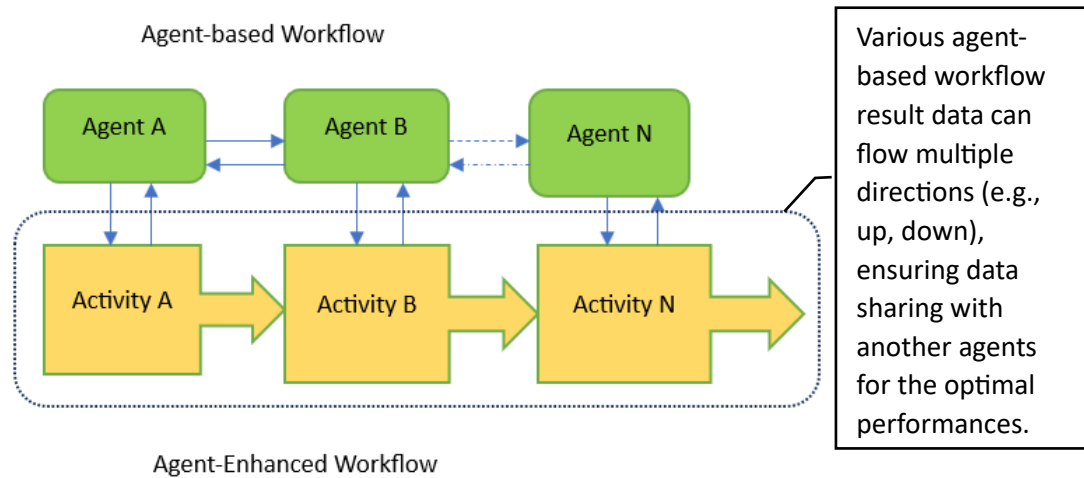 Agent-based Workflow
Agent A
Agent B
Agent N
Activity A
Activity B
Activity N
Agent-Enhanced Workflow
Various agent-
based workflow
result data can
flow multiple
directions (e.g.,
up, down),
ensuring data
sharing with
another agents
for the optimal
performances.